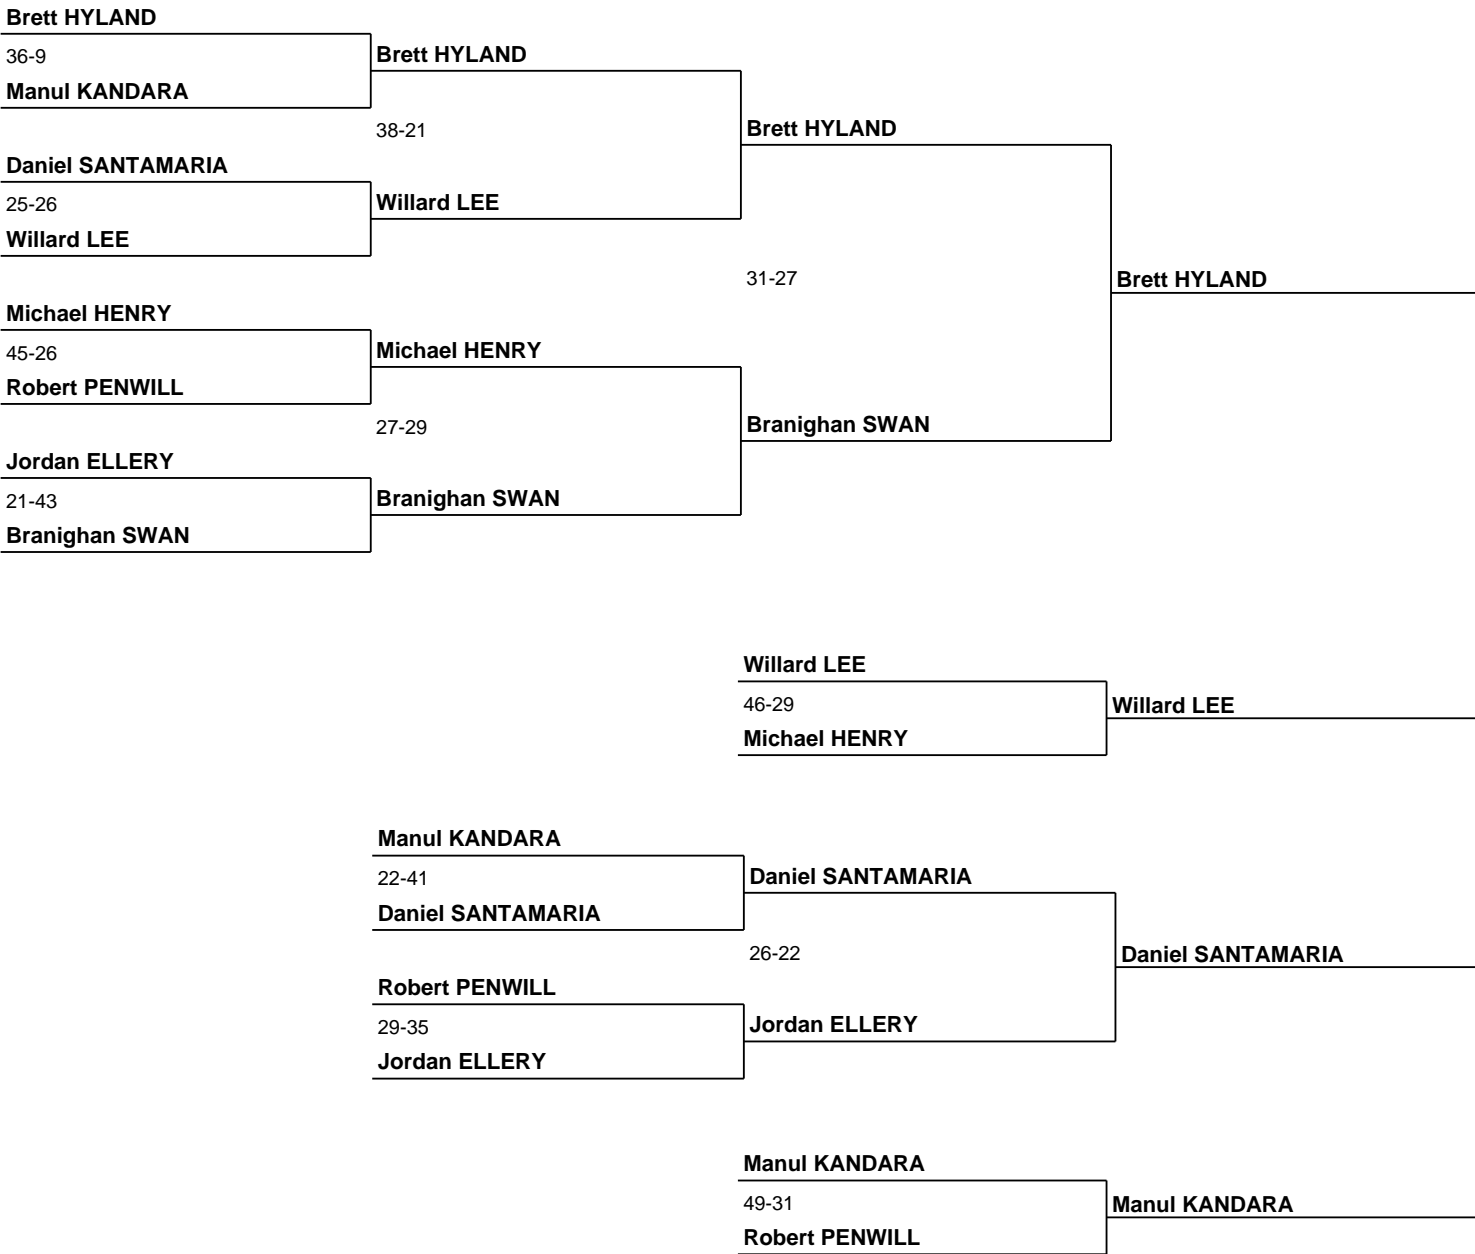 Brett HYLAND
36-9
Manul KANDARA
Brett HYLAND
38-21
Daniel SANTAMARIA
25-26
Willard LEE
Willard LEE
Brett HYLAND
31-27
Brett HYLAND
Michael HENRY
45-26
Robert PENWILL
Michael HENRY
27-29
Jordan ELLERY
21-43
Branighan SWAN
Branighan SWAN
Branighan SWAN
Willard LEE
46-29
Michael HENRY
Willard LEE
Manul KANDARA
22-41
Daniel SANTAMARIA
Daniel SANTAMARIA
26-22
Daniel SANTAMARIA
Robert PENWILL
29-35
Jordan ELLERY
Jordan ELLERY
Manul KANDARA
49-31
Robert PENWILL
Manul KANDARA